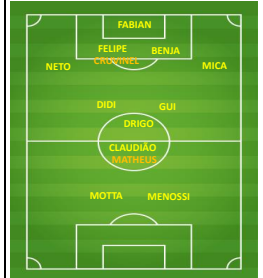 FABIAN
FELIPE BENJA
CRUVINEL
NETO MICA
DIDI GUI
DRIGO
CLAUDIÃO
MATHEUS
MOTTA MENOSSI